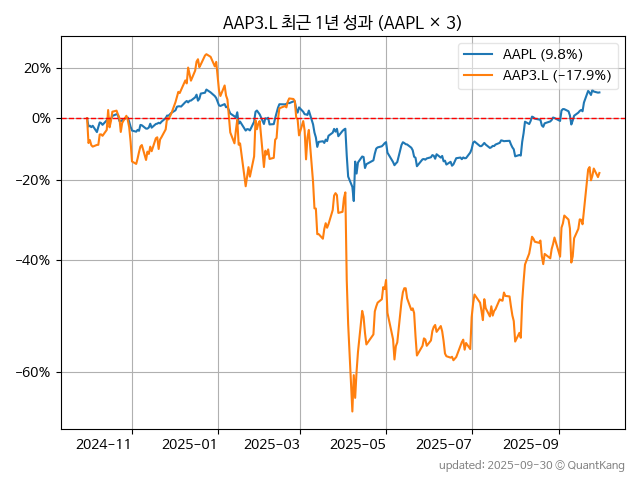 AAP3.L 최근 1년 성과 (AAPL × 3)
AAPL (9.8%)
AAP3.L (−17.9%)
20%
0%
−20%
−40%
−60%
2024-11
2025-01
2025-03
2025-05
2025-07
2025-09
updated: 2025-09-30 © QuantKang